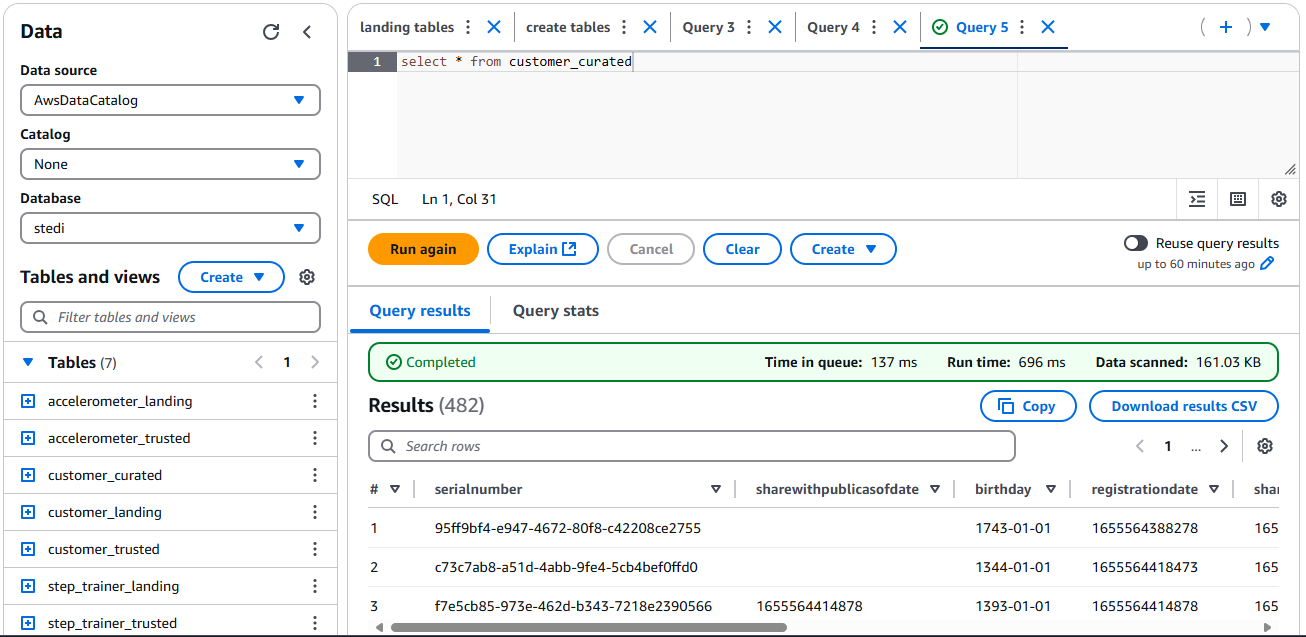 Data
Data source
AwsDataCatalog
Catalog
None
Database
stedi
Tables and views
Create
Filter tables and views
Tables (7)
1
accelerometer_landing
accelerometer_trusted
customer_curated
customer_landing
customer_trusted
step_trainer_landing
step_trainer_trusted
landing tables
create tables
Query 3
Query 4
Query 5
1 select * from customer_curated
SQL Ln 1, Col 31
Run again
Explain
Cancel
Clear
Create
Reuse query results
up to 60 minutes ago
Query results
Query stats
Completed
Time in queue: 137 ms Run time: 696 ms Data scanned: 161.03 KB
Results (482)
Copy
Download results CSV
Search rows
1 ...
# serialnumber sharewithpublicasofdate birthday registrationdate shar
1 95ff9bf4-e947-4672-80f8-c42208ce2755 1743-01-01 1655564388278 165
2 c73c7ab8-a51d-4abb-9fe4-5cb4bef0ffd0 1344-01-01 1655564418473 165
3 f7e5cb85-973e-462d-b343-7218e2390566 1655564414878 1393-01-01 1655564414878 165